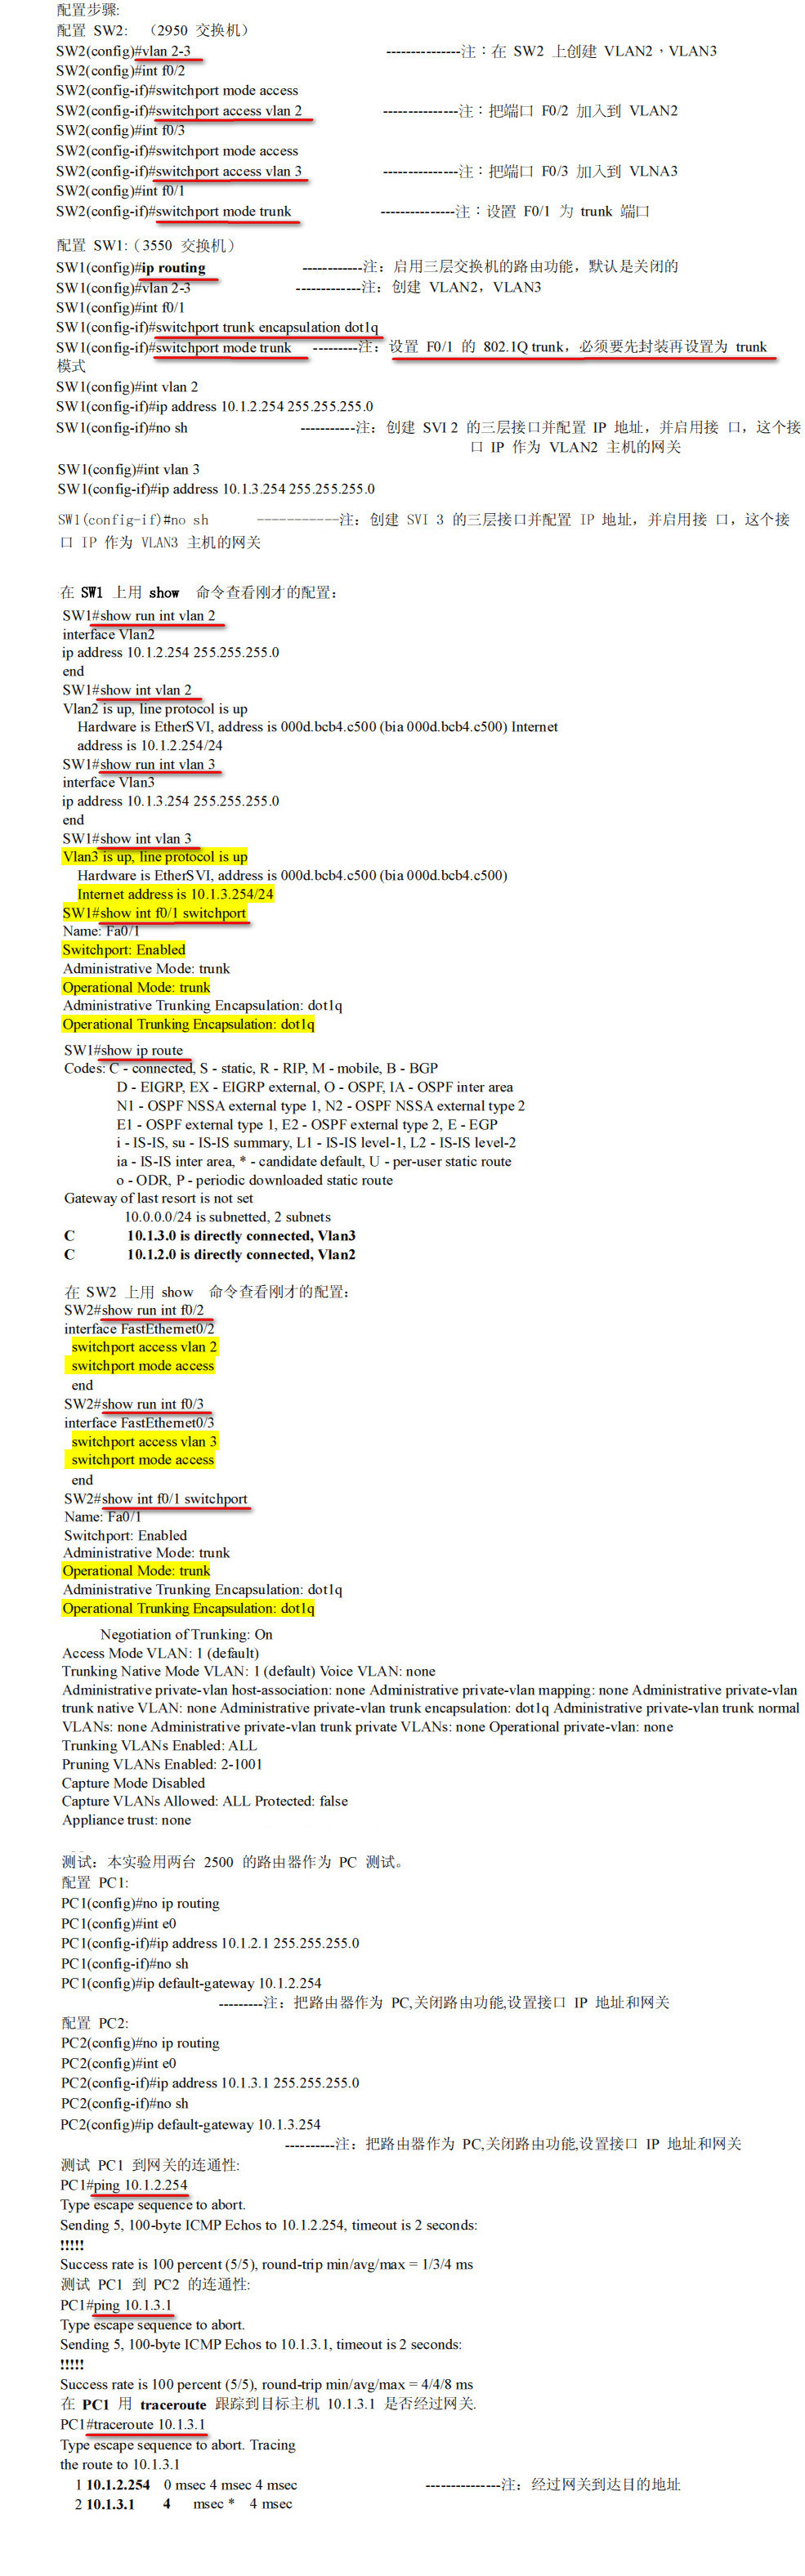 配置步骤:
配置 SW2: （2950 交换机）
SW2(config)#vlan 2-3 ---------------注：在 SW2 上创建 VLAN2，VLAN3
SW2(config)#int f0/2
SW2(config-if)#switchport mode access
SW2(config-if)#switchport access vlan 2 ---------------注：把端口 F0/2 加入到 VLAN2
SW2(config)#int f0/3
SW2(config-if)#switchport mode access
SW2(config-if)#switchport access vlan 3 ---------------注：把端口 F0/3 加入到 VLNA3
SW2(config)#int f0/1
SW2(config-if)#switchport mode trunk ---------------注：设置 F0/1 为 trunk 端口
配置 SW1:（3550 交换机）
SW1(config)#ip routing ------------注：启用三层交换机的路由功能，默认是关闭的
SW1(config)#vlan 2-3 -------------注：创建 VLAN2，VLAN3
SW1(config)#int f0/1
SW1(config-if)#switchport trunk encapsulation dot1q
SW1(config-if)#switchport mode trunk ---------注：设置 F0/1 的 802.1Q trunk，必须要先封装再设置为 trunk
模式
SW1(config)#int vlan 2
SW1(config-if)#ip address 10.1.2.254 255.255.255.0
SW1(config-if)#no sh -----------注：创建 SVI 2 的三层接口并配置 IP 地址，并启用接 口，这个接
口 IP 作为 VLAN2 主机的网关
SW1(config)#int vlan 3
SW1(config-if)#ip address 10.1.3.254 255.255.255.0
SW1(config-if)#no sh -----------注：创建 SVI 3 的三层接口并配置 IP 地址，并启用接 口，这个接
口 IP 作为 VLAN3 主机的网关
在 SW1 上用 show 命令查看刚才的配置：
SW1#show run int vlan 2
interface Vlan2
ip address 10.1.2.254 255.255.255.0
end
SW1#show int vlan 2
Vlan2 is up, line protocol is up
Hardware is EtherSVI, address is 000d.bcb4.c500 (bia 000d.bcb4.c500) Internet
address is 10.1.2.254/24
SW1#show run int vlan 3
interface Vlan3
ip address 10.1.3.254 255.255.255.0
end
SW1#show int vlan 3
Vlan3 is up, line protocol is up
Hardware is EtherSVI, address is 000d.bcb4.c500 (bia 000d.bcb4.c500)
Internet address is 10.1.3.254/24
SW1#show int f0/1 switchport
Name: Fa0/1
Switchport: Enabled
Administrative Mode: trunk
Operational Mode: trunk
Administrative Trunking Encapsulation: dot1q
Operational Trunking Encapsulation: dot1q
SW1#show ip route
Codes: C - connected, S - static, R - RIP, M - mobile, B - BGP
D - EIGRP, EX - EIGRP external, O - OSPF, IA - OSPF inter area
N1 - OSPF NSSA external type 1, N2 - OSPF NSSA external type 2
E1 - OSPF external type 1, E2 - OSPF external type 2, E - EGP
i - IS-IS, su - IS-IS summary, L1 - IS-IS level-1, L2 - IS-IS level-2
ia - IS-IS inter area, * - candidate default, U - per-user static route
o - ODR, P - periodic downloaded static route
Gateway of last resort is not set
10.0.0.0/24 is subnetted, 2 subnets
C 10.1.3.0 is directly connected, Vlan3
C 10.1.2.0 is directly connected, Vlan2
在 SW2 上用 show 命令查看刚才的配置：
SW2#show run int f0/2
interface FastEthernet0/2
switchport access vlan 2
switchport mode access
end
SW2#show run int f0/3
interface FastEthernet0/3
switchport access vlan 3
switchport mode access
end
SW2#show int f0/1 switchport
Name: Fa0/1
Switchport: Enabled
Administrative Mode: trunk
Operational Mode: trunk
Administrative Trunking Encapsulation: dot1q
Operational Trunking Encapsulation: dot1q
Negotiation of Trunking: On
Access Mode VLAN: 1 (default)
Trunking Native Mode VLAN: 1 (default) Voice VLAN: none
Administrative private-vlan host-association: none Administrative private-vlan mapping: none Administrative private-vlan
trunk native VLAN: none Administrative private-vlan trunk encapsulation: dot1q Administrative private-vlan trunk normal
VLANs: none Administrative private-vlan trunk private VLANs: none Operational private-vlan: none
Trunking VLANs Enabled: ALL
Pruning VLANs Enabled: 2-1001
Capture Mode Disabled
Capture VLANs Allowed: ALL Protected: false
Appliance trust: none
测试：本实验用两台 2500 的路由器作为 PC 测试。
配置 PC1:
PC1(config)#no ip routing
PC1(config)#int e0
PC1(config-if)#ip address 10.1.2.1 255.255.255.0
PC1(config-if)#no sh
PC1(config)#ip default-gateway 10.1.2.254
---------注：把路由器作为 PC,关闭路由功能,设置接口 IP 地址和网关
配置 PC2:
PC2(config)#no ip routing
PC2(config)#int e0
PC2(config-if)#ip address 10.1.3.1 255.255.255.0
PC2(config-if)#no sh
PC2(config)#ip default-gateway 10.1.3.254
----------注：把路由器作为 PC,关闭路由功能,设置接口 IP 地址和网关
测试 PC1 到网关的连通性:
PC1#ping 10.1.2.254
Type escape sequence to abort.
Sending 5, 100-byte ICMP Echos to 10.1.2.254, timeout is 2 seconds:
!!!!!
Success rate is 100 percent (5/5), round-trip min/avg/max = 1/3/4 ms
测试 PC1 到 PC2 的连通性:
PC1#ping 10.1.3.1
Type escape sequence to abort.
Sending 5, 100-byte ICMP Echos to 10.1.3.1, timeout is 2 seconds:
!!!!!
Success rate is 100 percent (5/5), round-trip min/avg/max = 4/4/8 ms
在 PC1 用 traceroute 跟踪到目标主机 10.1.3.1 是否经过网关.
PC1#traceroute 10.1.3.1
Type escape sequence to abort. Tracing
the route to 10.1.3.1
1 10.1.2.254 0 msec 4 msec 4 msec ---------------注：经过网关到达目的地址
2 10.1.3.1 4 msec * 4 msec